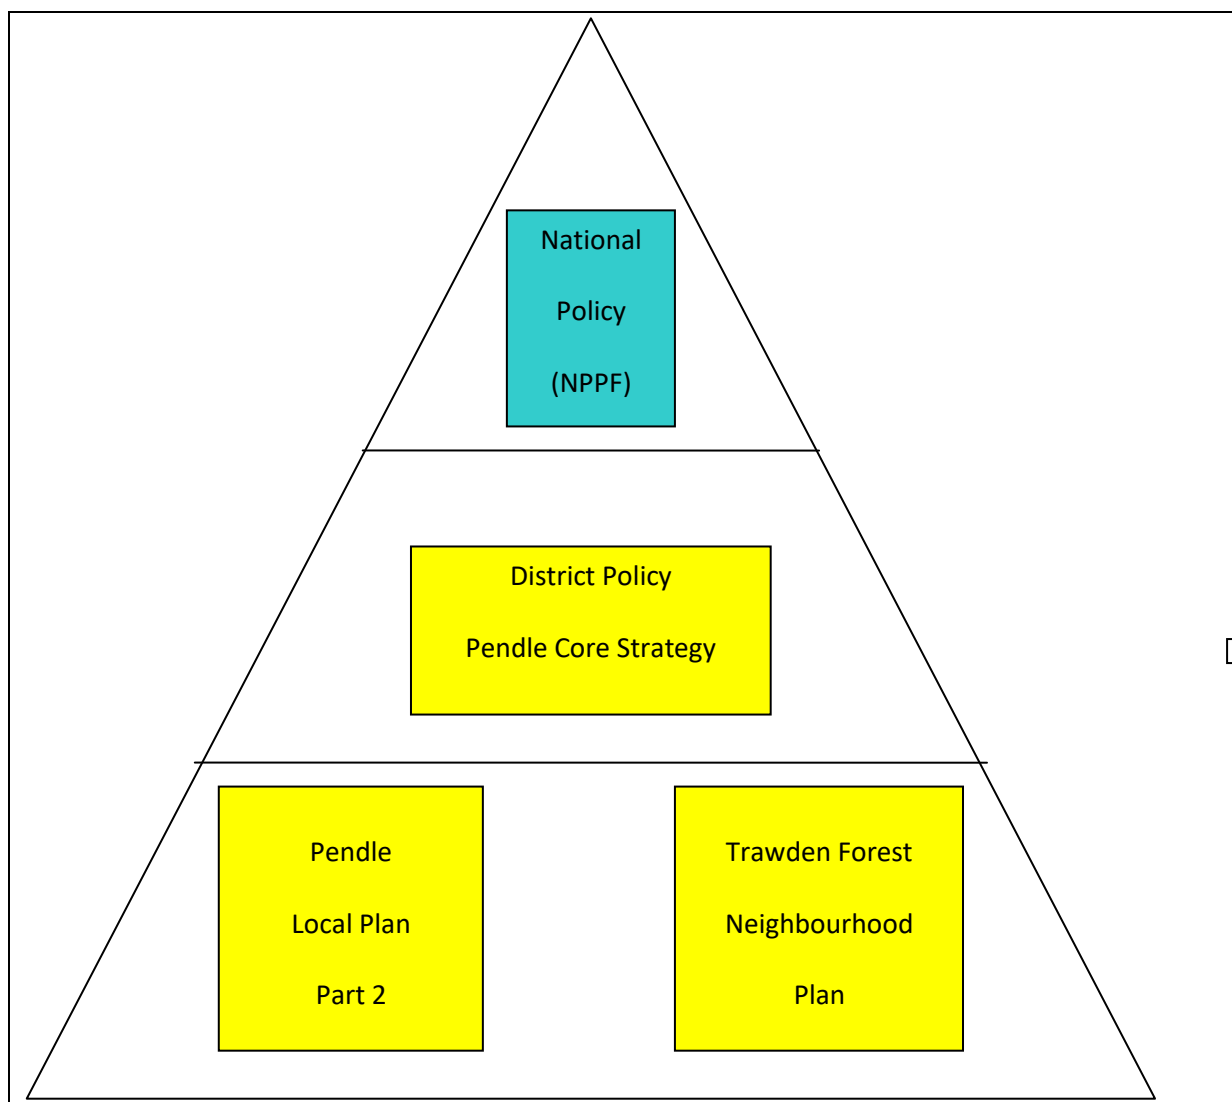 National
Policy
(NPPF)
District Policy
Pendle Core Strategy
Pendle
Local Plan
Part 2
Trawden Forest
Neighbourhood
Plan